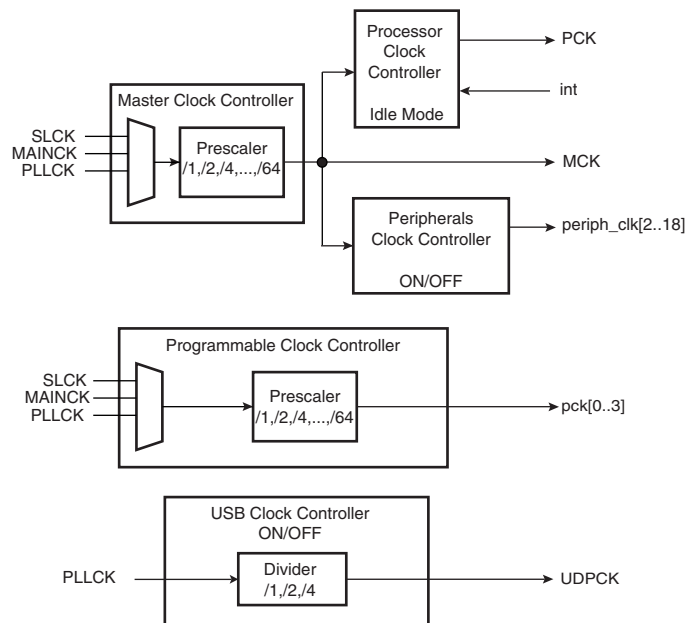 Processor
Clock
Controller
Idle Mode
PCK
int
Master Clock Controller
SLCK
MAINCK
PLLCK
Prescaler
/1,/2,/4,...,/64
MCK
Peripherals
Clock Controller
ON/OFF
periph_clk[2..18]
Programmable Clock Controller
SLCK
MAINCK
PLLCK
Prescaler
/1,/2,/4,...,/64
pck[0..3]
USB Clock Controller
ON/OFF
PLLCK
Divider
/1,/2,/4
UDPCK